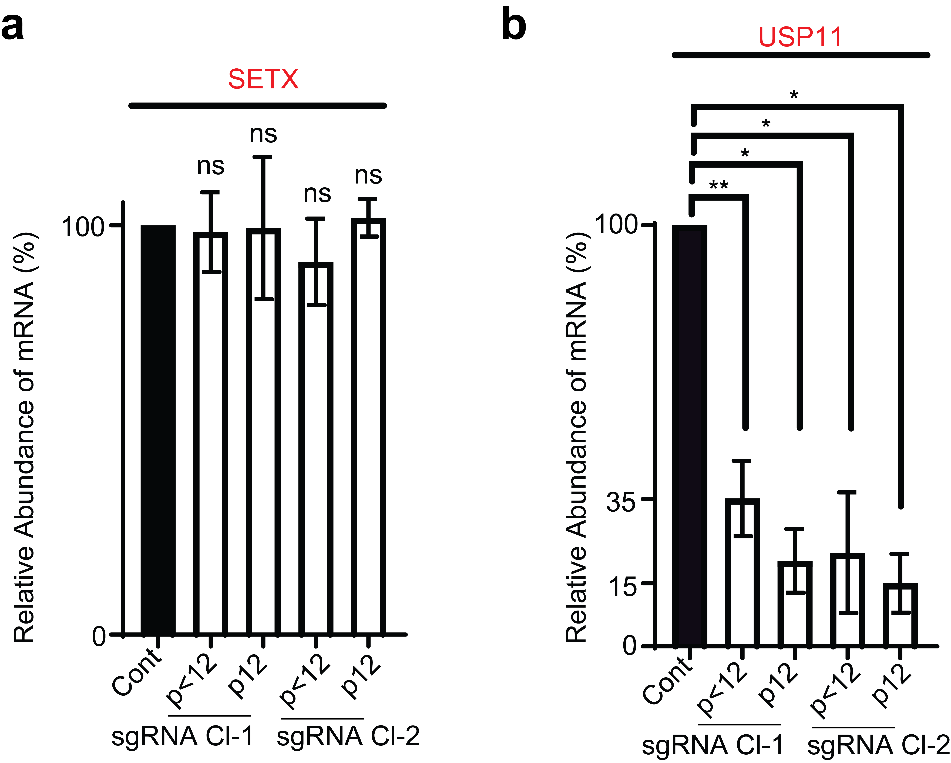 a
SETX
ns
ns
ns
ns
Relative Abundance of mRNA (%)
100
0
Cont
p<12
p12
p<12
p12
sgRNA Cl-1
sgRNA Cl-2
b
USP11
*
*
*
**
Relative Abundance of mRNA (%)
100
35
15
0
Cont
p<12
p12
p<12
p12
sgRNA Cl-1
sgRNA Cl-2